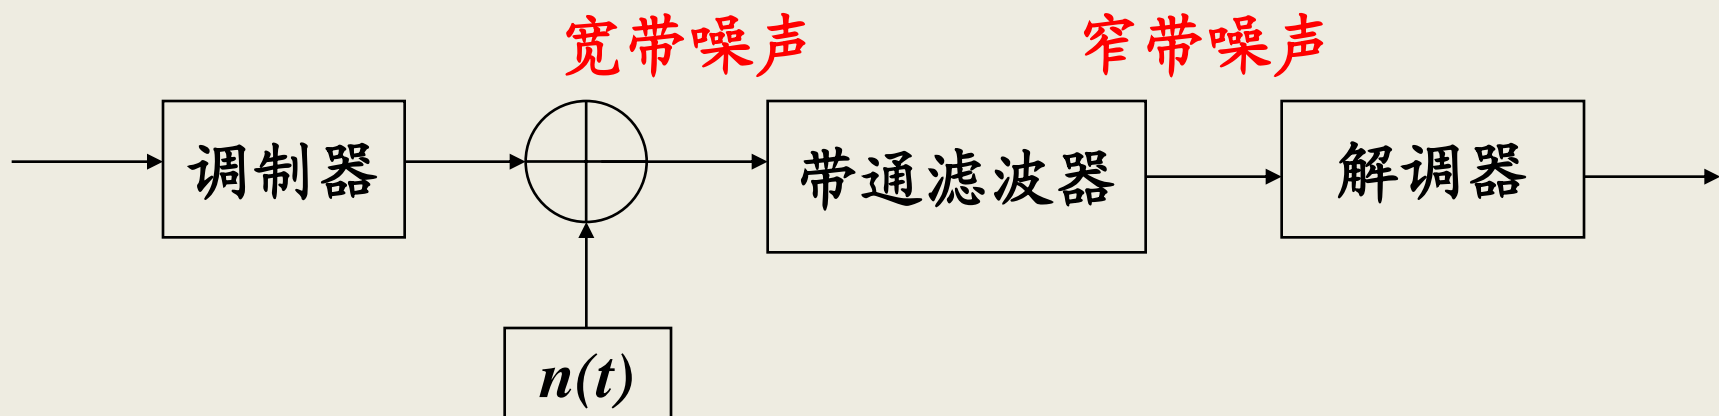 宽带噪声
窄带噪声
调制器
带通滤波器
解调器
n(t)